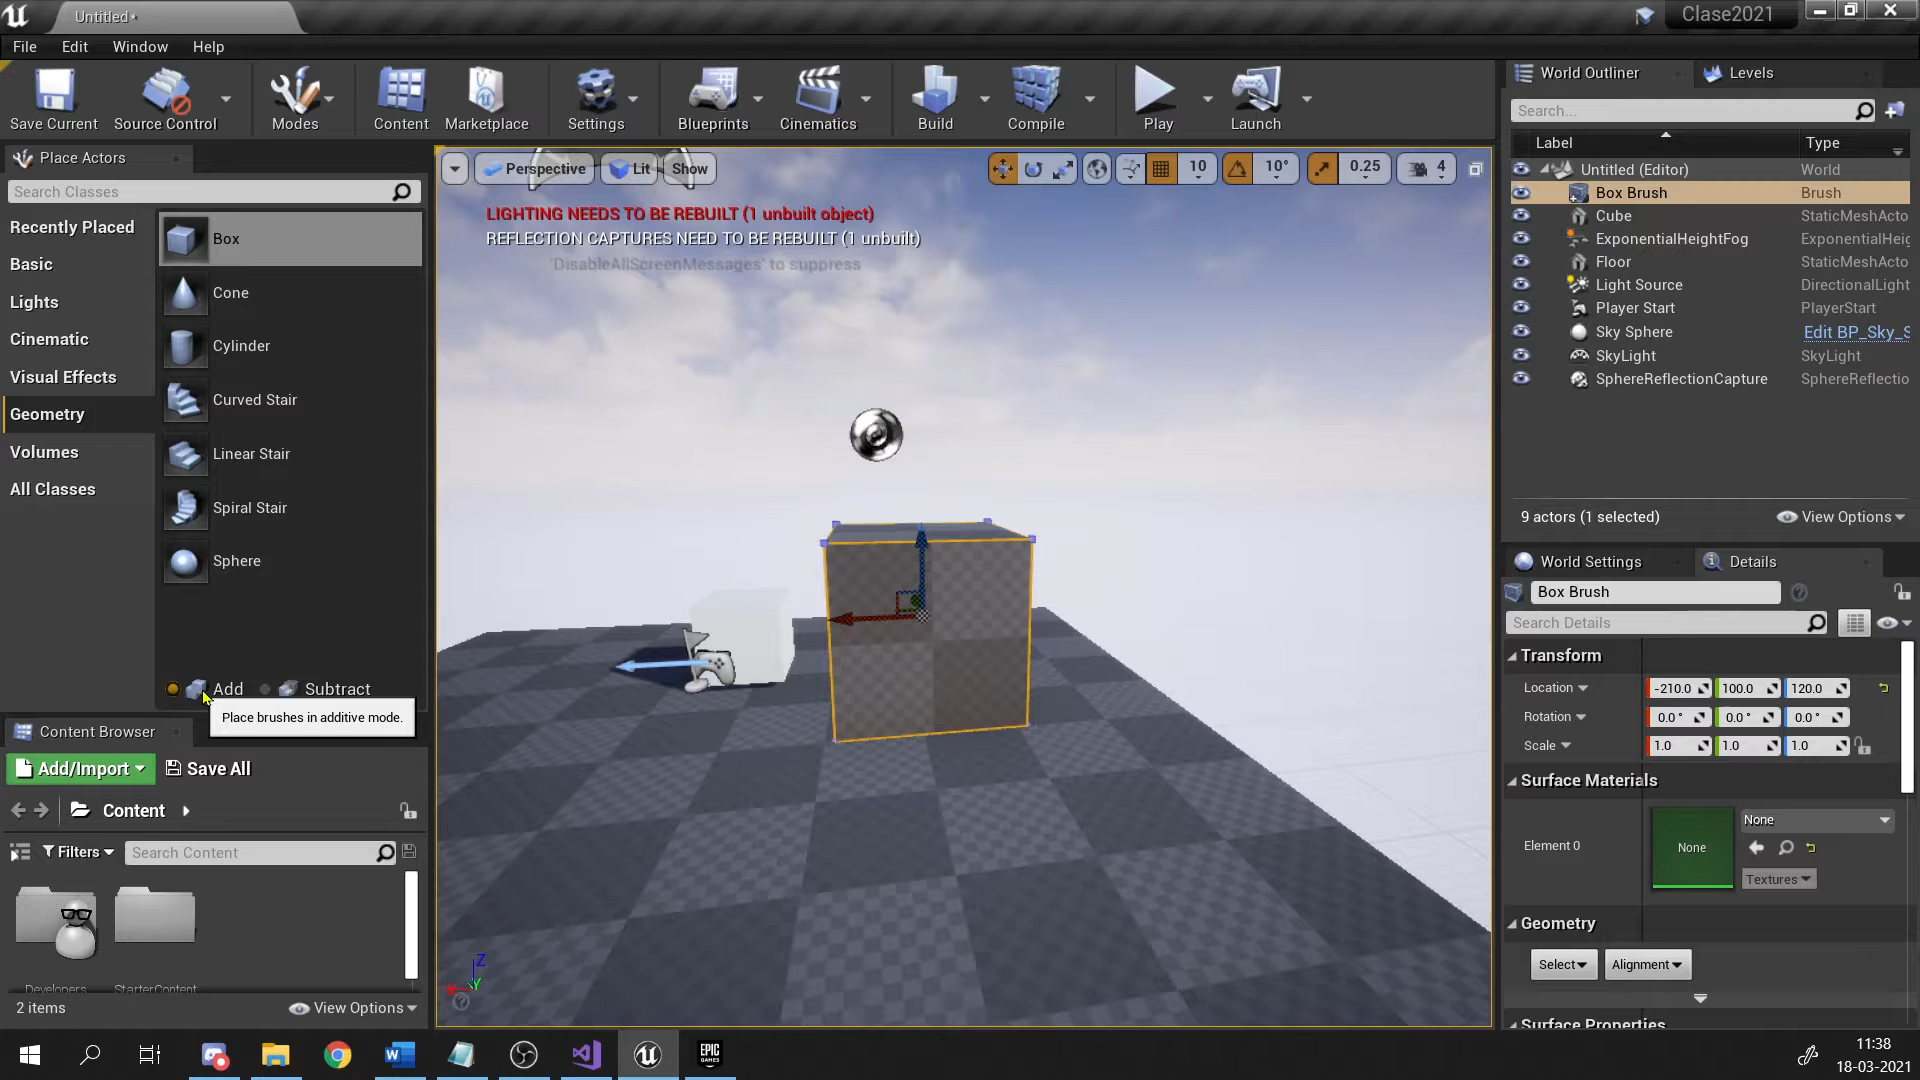 Untitled*
Clase2021
File Edit Window Help
Save Current
Source Control
Modes
Content
Marketplace
Settings
Blueprints
Cinematics
Build
Compile
Play
Launch
Place Actors
Search Classes
Recently Placed
Basic
Lights
Cinematic
Visual Effects
Geometry
Volumes
All Classes
Box
Cone
Cylinder
Curved Stair
Linear Stair
Spiral Stair
Sphere
Add Subtract
Place brushes in additive mode.
Perspective Lit Show
10 10° 0.25 4
LIGHTING NEEDS TO BE REBUILT (1 unbuilt object)
REFLECTION CAPTURES NEED TO BE REBUILT (1 unbuilt)
'DisableAllScreenMessages' to suppress
Z
X Y
Content Browser
Add/Import Save All
Content
Filters Search Content
Developers StarterContent
2 items View Options
World Outliner Levels
Search...
Label Type
Untitled (Editor) World
Box Brush Brush
Cube StaticMeshActo
ExponentialHeightFog ExponentialHeig
Floor StaticMeshActo
Light Source DirectionalLight
Player Start PlayerStart
Sky Sphere Edit BP_Sky_S
SkyLight SkyLight
SphereReflectionCapture SphereReflectio
9 actors (1 selected) View Options
World Settings Details
Box Brush
Search Details
Transform
Location -210.0 100.0 120.0
Rotation 0.0° 0.0° 0.0°
Scale 1.0 1.0 1.0
Surface Materials
Element 0 None None
Textures
Geometry
Select Alignment
Surface Properties
EPIC
GAMES
11:38
18-03-2021